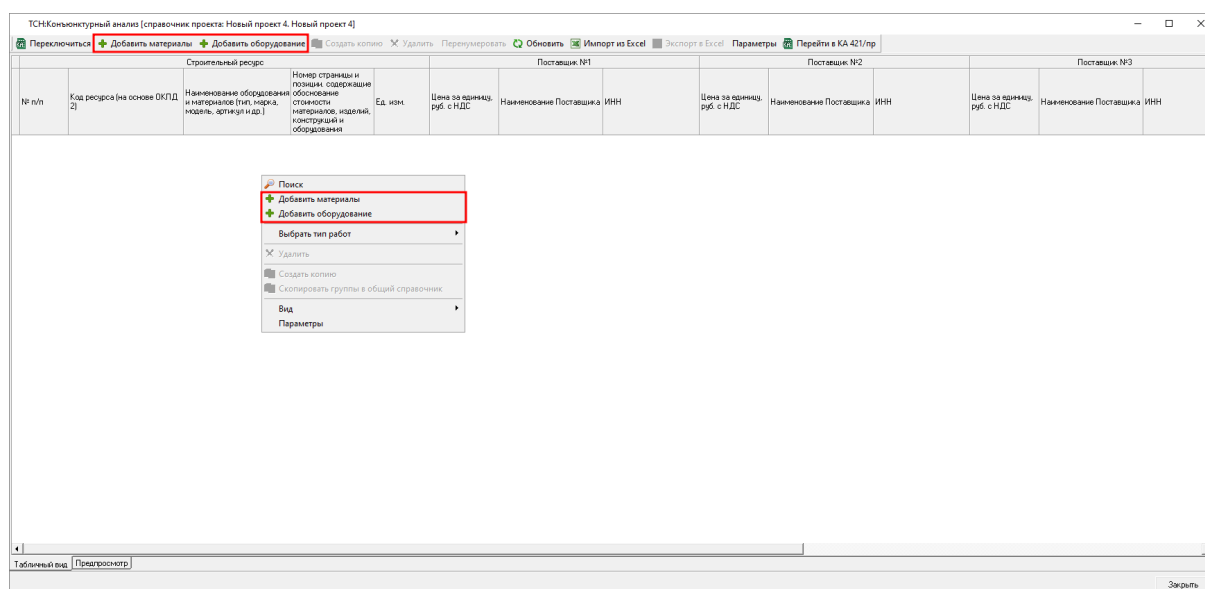 ТСН:Конъюнктурный анализ [справочник проекта: Новый проект 4. Новый проект 4]
Переключиться Добавить материалы Добавить оборудование Создать копию Удалить Перенумеровать Обновить Импорт из Excel Экспорт в Excel Параметры Перейти в КА 421/пр
Строительный ресурс Поставщик №1 Поставщик №2 Поставщик №3
№ п/п
Код ресурса (на основе ОКПД
2)
Наименование оборудования
и материалов (тип, марка,
модель, артикул и др.)
Номер страницы и
позиции, содержащие
обоснование
стоимости
материалов, изделий,
конструкций и
оборудования
Ед. изм.
Цена за единицу,
руб. с НДС
Наименование Поставщика
ИНН
Цена за единицу,
руб. с НДС
Наименование Поставщика
ИНН
Цена за единицу,
руб. с НДС
Наименование Поставщика
ИНН
Поиск
Добавить материалы
Добавить оборудование
Выбрать тип работ
Удалить
Создать копию
Скопировать группы в общий справочник
Вид
Параметры
Табличный вид Предпросмотр
Закрыть